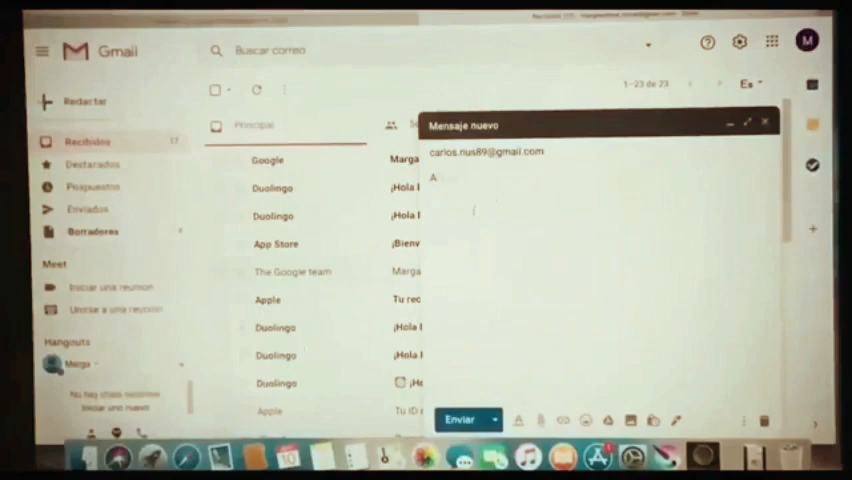 Gmail
Buscar correo
Redactar
1–23 de 23
Es
Recibidos 17
Destacados
Pospuestos
Enviados
Borradores
Meet
Iniciar una reunión
Unirse a una reunión
Hangouts
Marga
No hay chats recientes
Iniciar uno nuevo
Principal
Google Marga
Duolingo ¡Hola
Duolingo ¡Hola
App Store ¡Bienv
The Google team Marga
Apple Tu rec
Duolingo ¡Hola
Duolingo ¡Hola
Duolingo
Apple Tu ID
Mensaje nuevo
carlos.rius89@gmail.com
A
Enviar
M